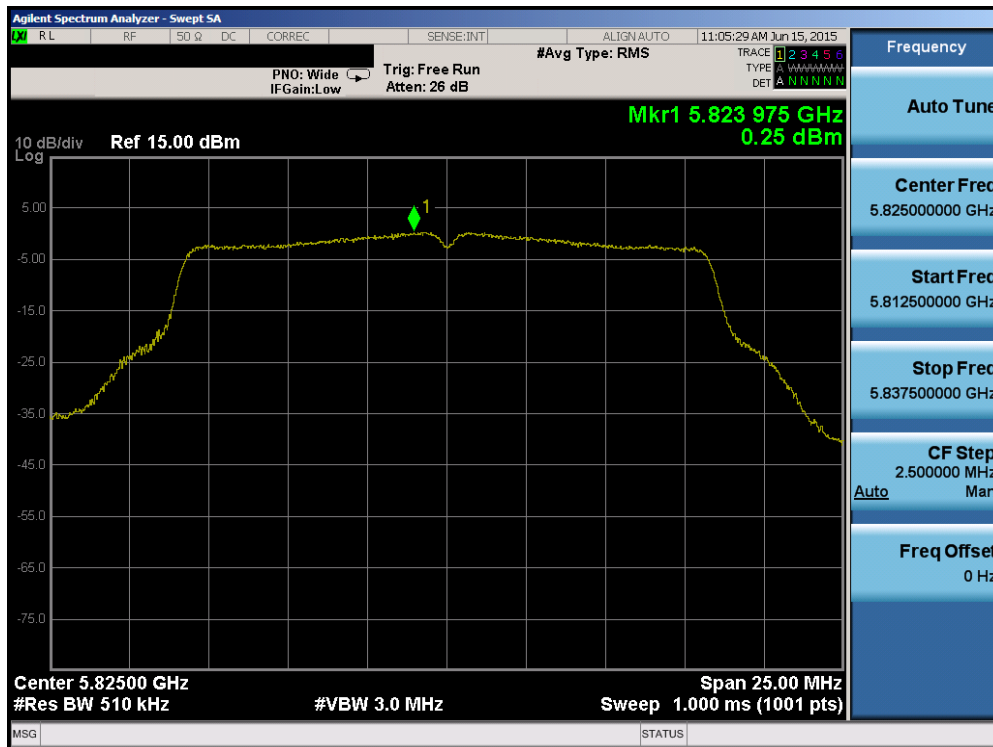 Agilent Spectrum Analyzer - Swept SA
LXI RL RF 50 Ω DC CORREC SENSE:INT ALIGN AUTO 11:05:29 AM Jun 15, 2015
#Avg Type: RMS TRACE 1 2 3 4 5 6
PNO: Wide Trig: Free Run TYPE A WWWWW
IFGain:Low Atten: 26 dB DET A N N N N N
Mkr1 5.823 975 GHz
0.25 dBm
10 dB/div Ref 15.00 dBm
Log
1
5.00
-5.00
-15.0
-25.0
-35.0
-45.0
-55.0
-65.0
-75.0
Center 5.82500 GHz Span 25.00 MHz
#Res BW 510 kHz #VBW 3.0 MHz Sweep 1.000 ms (1001 pts)
MSG STATUS
Frequency
Auto Tune
Center Freq
5.825000000 GHz
Start Freq
5.812500000 GHz
Stop Freq
5.837500000 GHz
CF Step
2.500000 MHz
Auto Man
Freq Offset
0 Hz